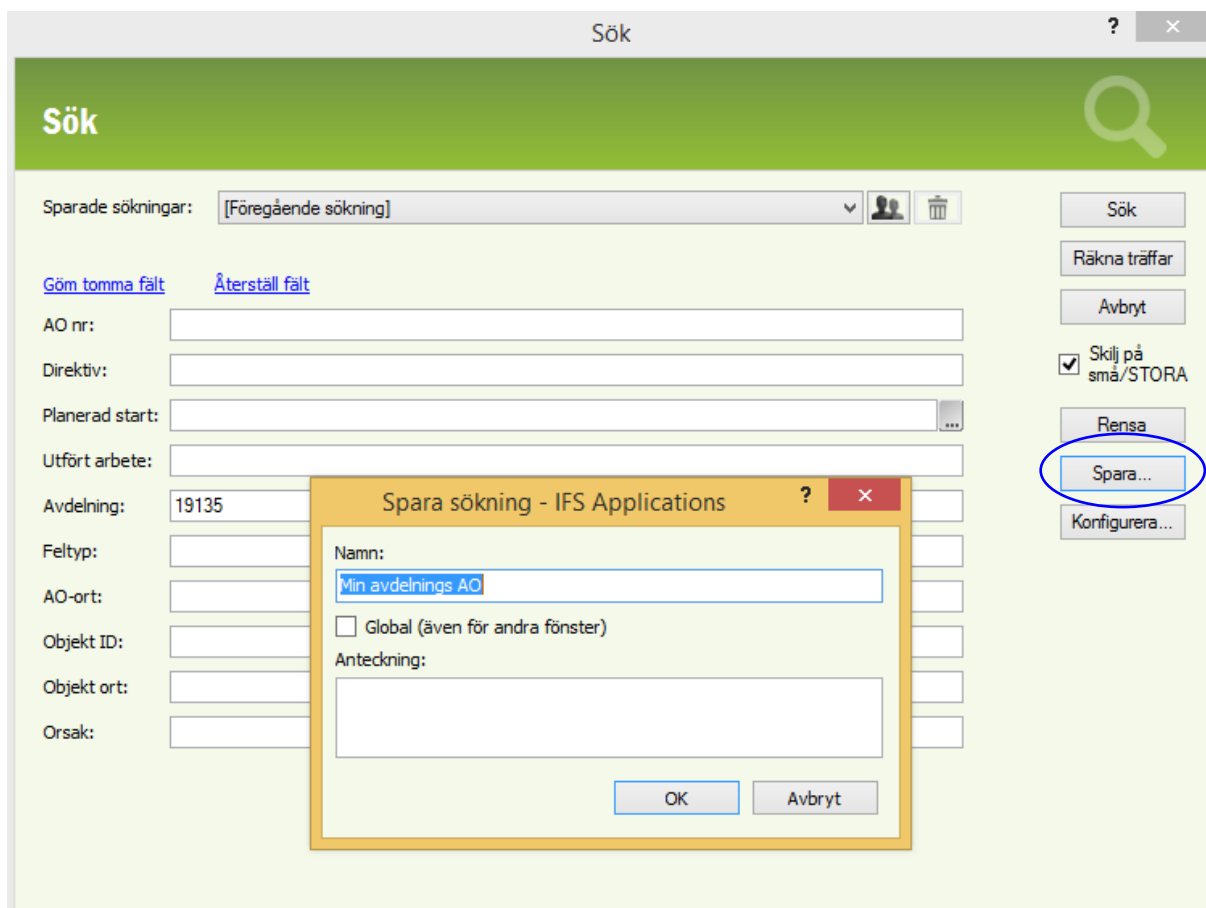 Sök
?
Sök
Sparade sökningar: [Föregående sökning]
Sök
Räkna träffar
Avbryt
Skilj på
små/STORA
Rensa
Spara...
Konfigurera...
Göm tomma fält Återställ fält
AO nr:
Direktiv:
Planerad start: ...
Utfört arbete:
Avdelning: 19135
Feltyp:
AO-ort:
Objekt ID:
Objekt ort:
Orsak:
Spara sökning - IFS Applications ?
Namn:
Min avdelnings AO
Global (även för andra fönster)
Anteckning:
OK Avbryt